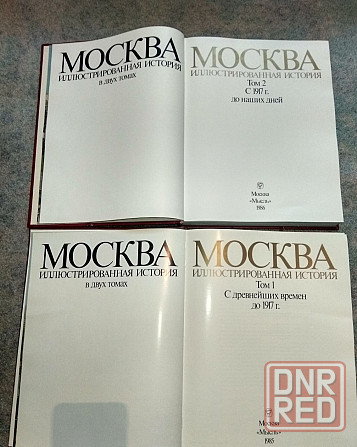 МОСКВА
ИЛЛЮСТРИРОВАННАЯ ИСТОРИЯ
в двух томах
МОСКВА
ИЛЛЮСТРИРОВАННАЯ ИСТОРИЯ
Том 2
С 1917 г.
до наших дней
Москва
«Мысль»
1986
МОСКВА
ИЛЛЮСТРИРОВАННАЯ ИСТОРИЯ
в двух томах
МОСКВА
ИЛЛЮСТРИРОВАННАЯ ИСТОРИЯ
Том 1
С древнейших времен
до 1917 г.
Москва
«Мысль»
1985
DNR
RED